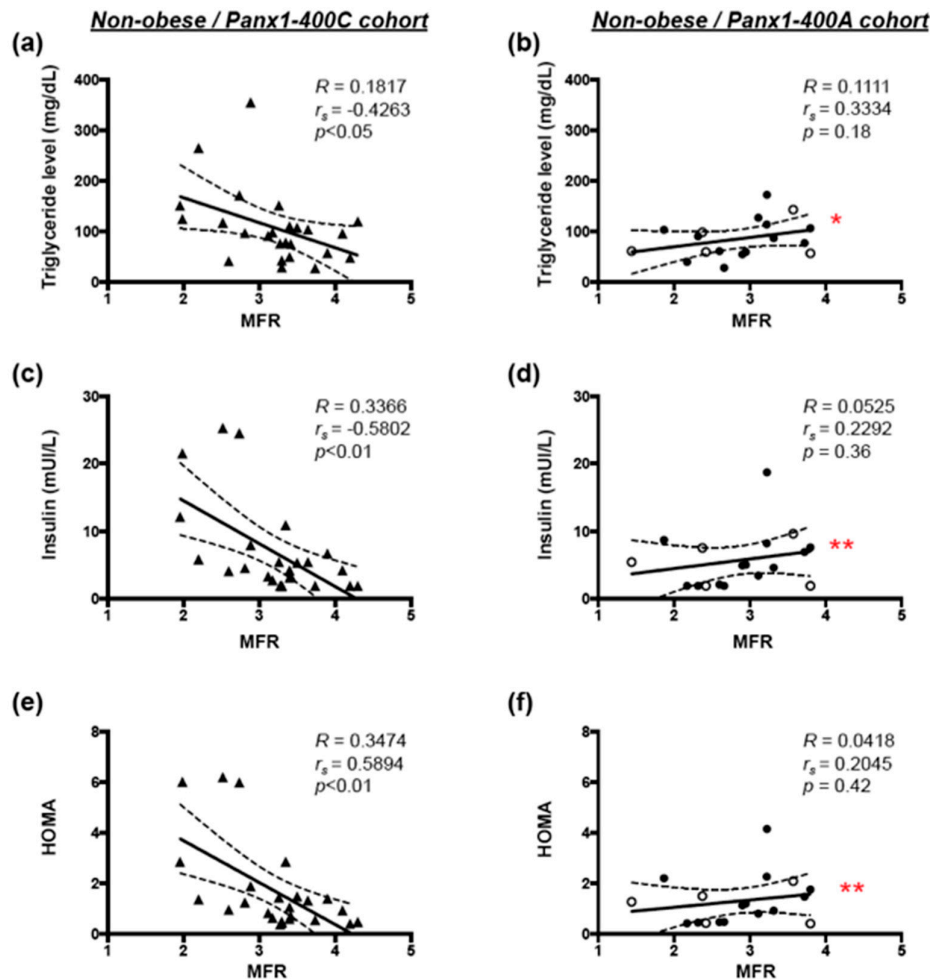 Non-obese / Panx1-400C cohort
Non-obese / Panx1-400A cohort
(a)
Triglyceride level (mg/dL)
400
300
200
100
0
R = 0.1817
rs = -0.4263
p<0.05
1 2 3 4 5
MFR
(b)
Triglyceride level (mg/dL)
400
300
200
100
0
R = 0.1111
rs = 0.3334
p = 0.18
*
1 2 3 4 5
MFR
(c)
Insulin (mUI/L)
30
20
10
0
R = 0.3366
rs = -0.5802
p<0.01
1 2 3 4 5
MFR
(d)
Insulin (mUI/L)
30
20
10
0
R = 0.0525
rs = 0.2292
p = 0.36
**
1 2 3 4 5
MFR
(e)
HOMA
8
6
4
2
0
R = 0.3474
rs = 0.5894
p<0.01
1 2 3 4 5
MFR
(f)
HOMA
8
6
4
2
0
R = 0.0418
rs = 0.2045
p = 0.42
**
1 2 3 4 5
MFR